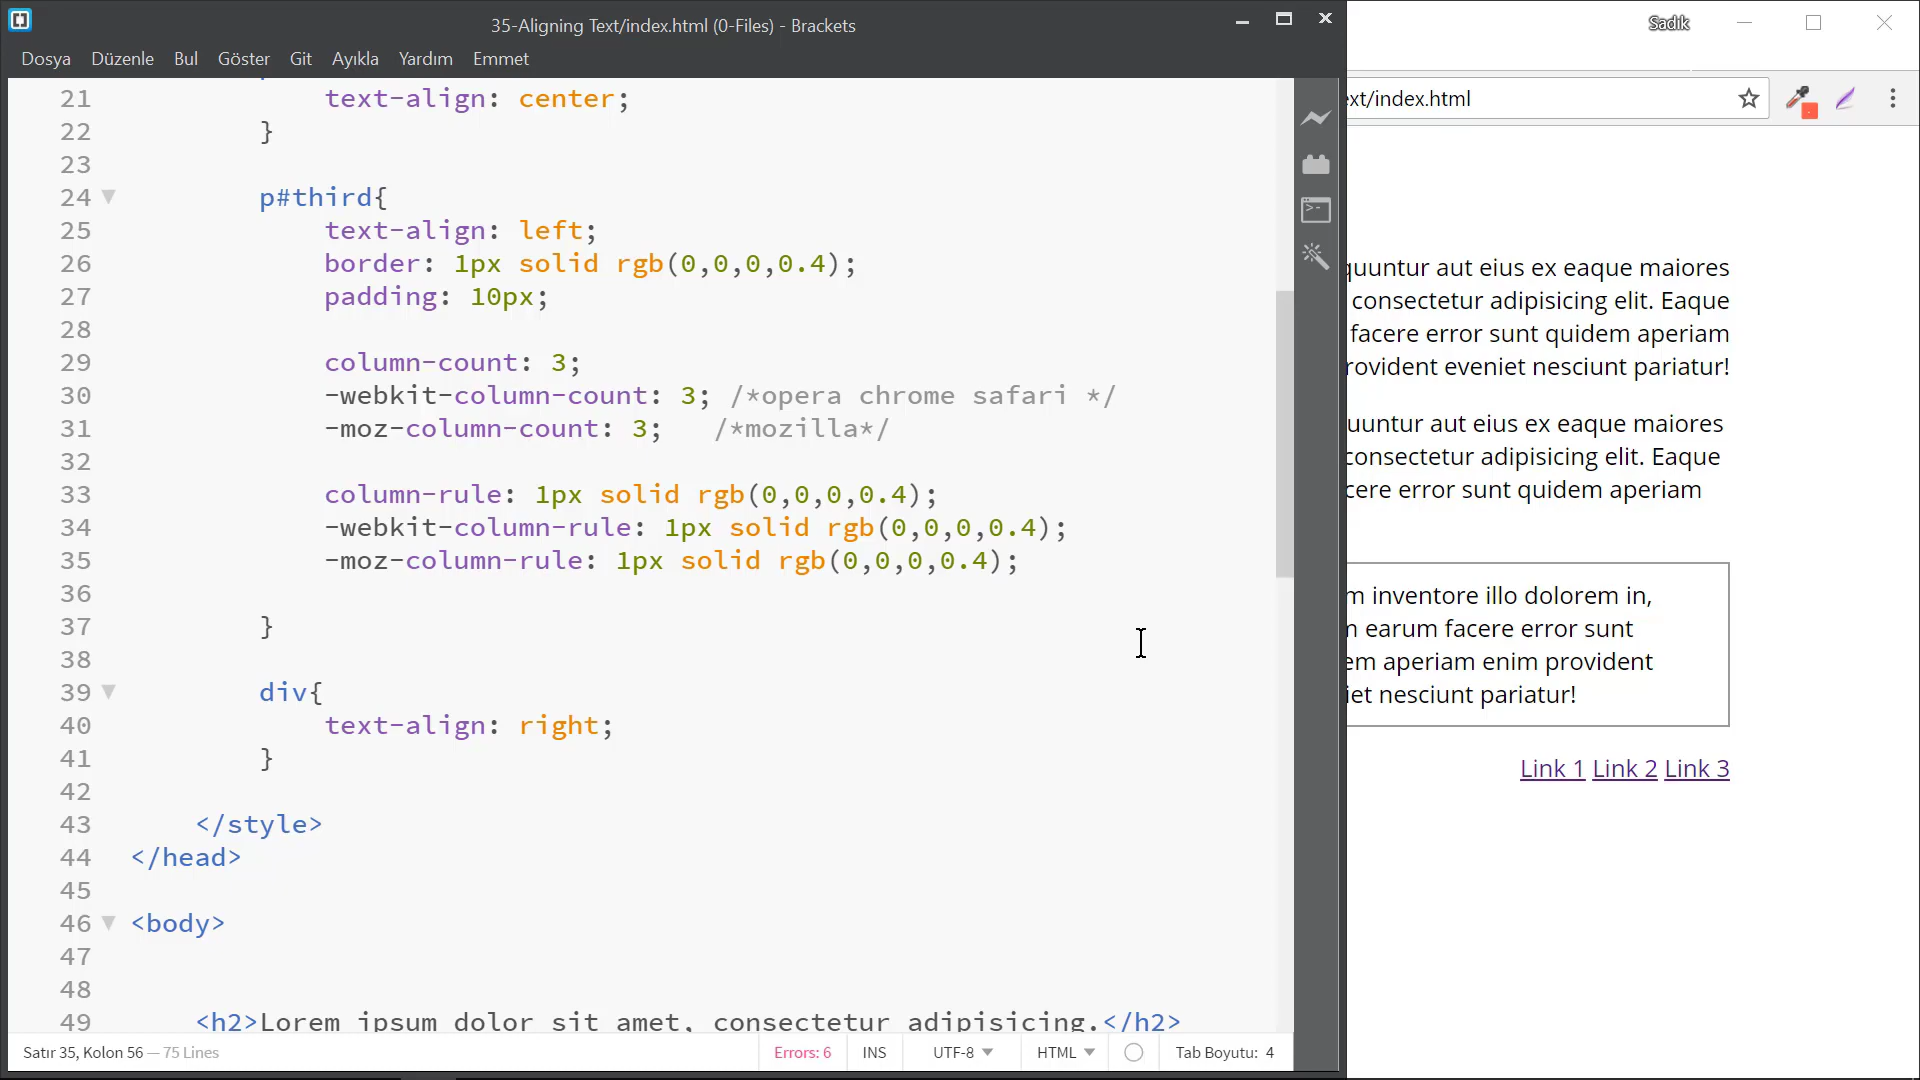 35-Aligning Text/index.html (0-Files) - Brackets
Sadık
Dosya Düzenle Bul Göster Git Ayıkla Yardım Emmet
ext/index.html
21 text-align: center;
22 }
23
24 p#third{
25 text-align: left;
26 border: 1px solid rgb(0,0,0,0.4);
27 padding: 10px;
28
29 column-count: 3;
30 -webkit-column-count: 3; /*opera chrome safari */
31 -moz-column-count: 3; /*mozilla*/
32
33 column-rule: 1px solid rgb(0,0,0,0.4);
34 -webkit-column-rule: 1px solid rgb(0,0,0,0.4);
35 -moz-column-rule: 1px solid rgb(0,0,0,0.4);
36
37 }
38
39 div{
40 text-align: right;
41 }
42
43 </style>
44 </head>
45
46 <body>
47
48
49 <h2>Lorem ipsum dolor sit amet, consectetur adipisicing.</h2>
Satır 35, Kolon 56 — 75 Lines
Errors: 6 INS UTF-8 HTML Tab Boyutu: 4
quuntur aut eius ex eaque maiores
consectetur adipisicing elit. Eaque
facere error sunt quidem aperiam
rovident eveniet nesciunt pariatur!
uuntur aut eius ex eaque maiores
consectetur adipisicing elit. Eaque
cere error sunt quidem aperiam
m inventore illo dolorem in,
earum facere error sunt
em aperiam enim provident
iet nesciunt pariatur!
Link 1 Link 2 Link 3